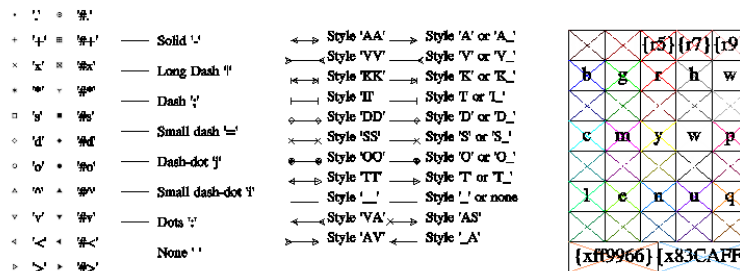 '.' '#.'
'+' '#+'
'x' '#x'
'*' '#*'
's' '#s'
'd' '#d'
'o' '#o'
'^' '#^'
'v' '#v'
'<' '#<'
'>' '#>'
Solid '-'
Long Dash '|'
Dash ';'
Small dash '='
Dash-dot 'j'
Small dash-dot 'i'
Dots ':'
None ' '
Style 'AA' Style 'A' or 'A_'
Style 'VV' Style 'V' or 'V_'
Style 'KK' Style 'K' or 'K_'
Style 'II' Style 'I' or 'I_'
Style 'DD' Style 'D' or 'D_'
Style 'SS' Style 'S' or 'S_'
Style 'OO' Style 'O' or 'O_'
Style 'TT' Style 'T' or 'T_'
Style '__' Style '_' or none
Style 'VA' Style 'AS'
Style 'AV' Style '_A'
{r5} {r7} {r9
b g r h w
c m y w p
l e n u q
{xff9966} [x83CAFF